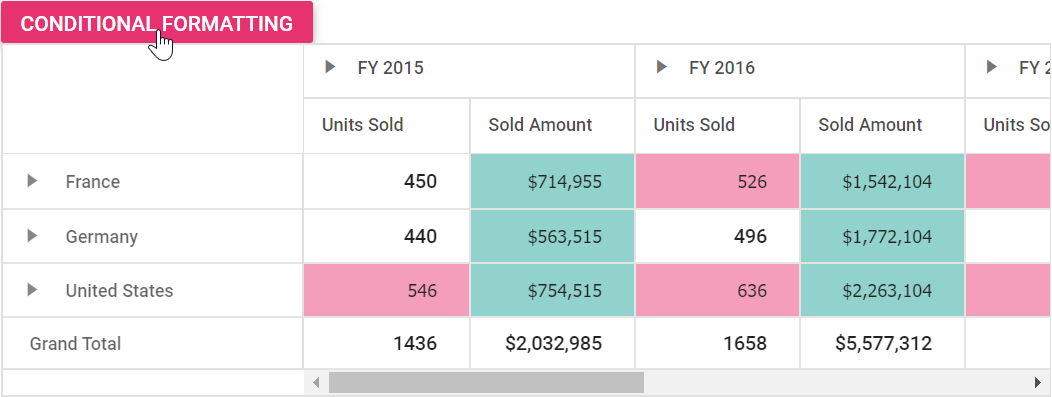 CONDITIONAL FORMATTING
FY 2015 FY 2016 FY 2
Units Sold Sold Amount Units Sold Sold Amount Units So
France 450 $714,955 526 $1,542,104
Germany 440 $563,515 496 $1,772,104
United States 546 $754,515 636 $2,263,104
Grand Total 1436 $2,032,985 1658 $5,577,312